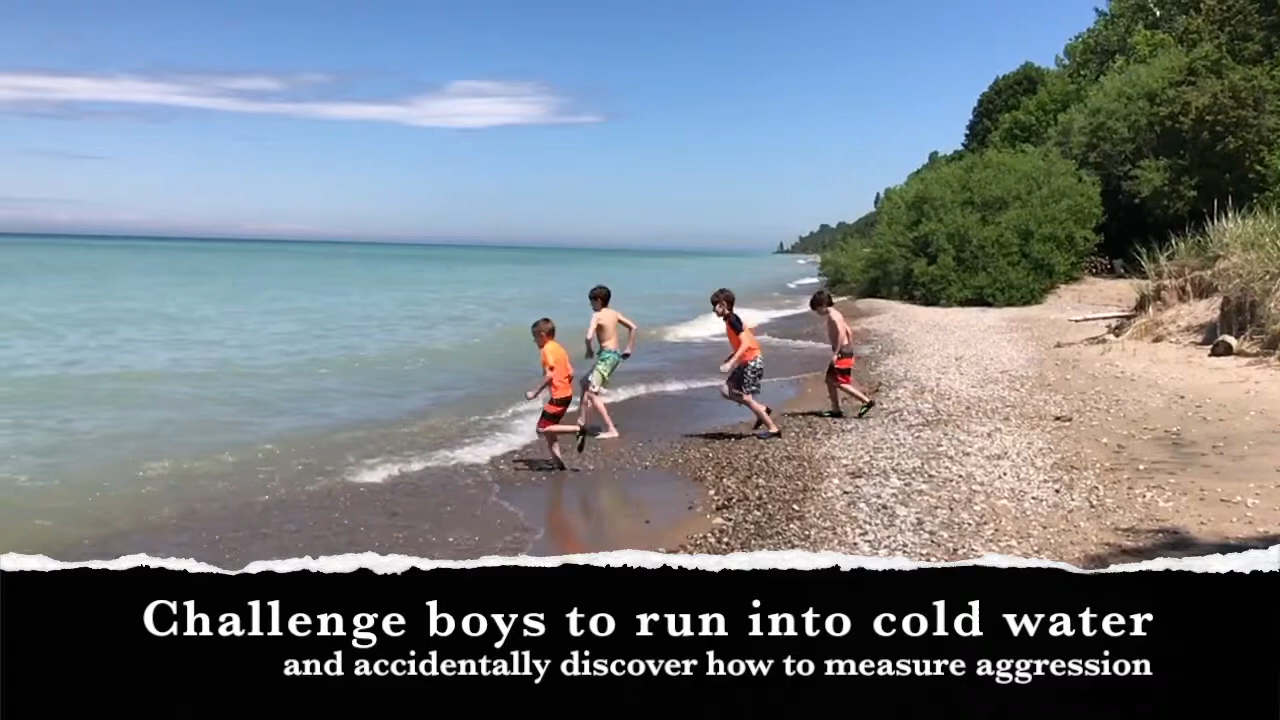 Challenge boys to run into cold water
and accidentally discover how to measure aggression